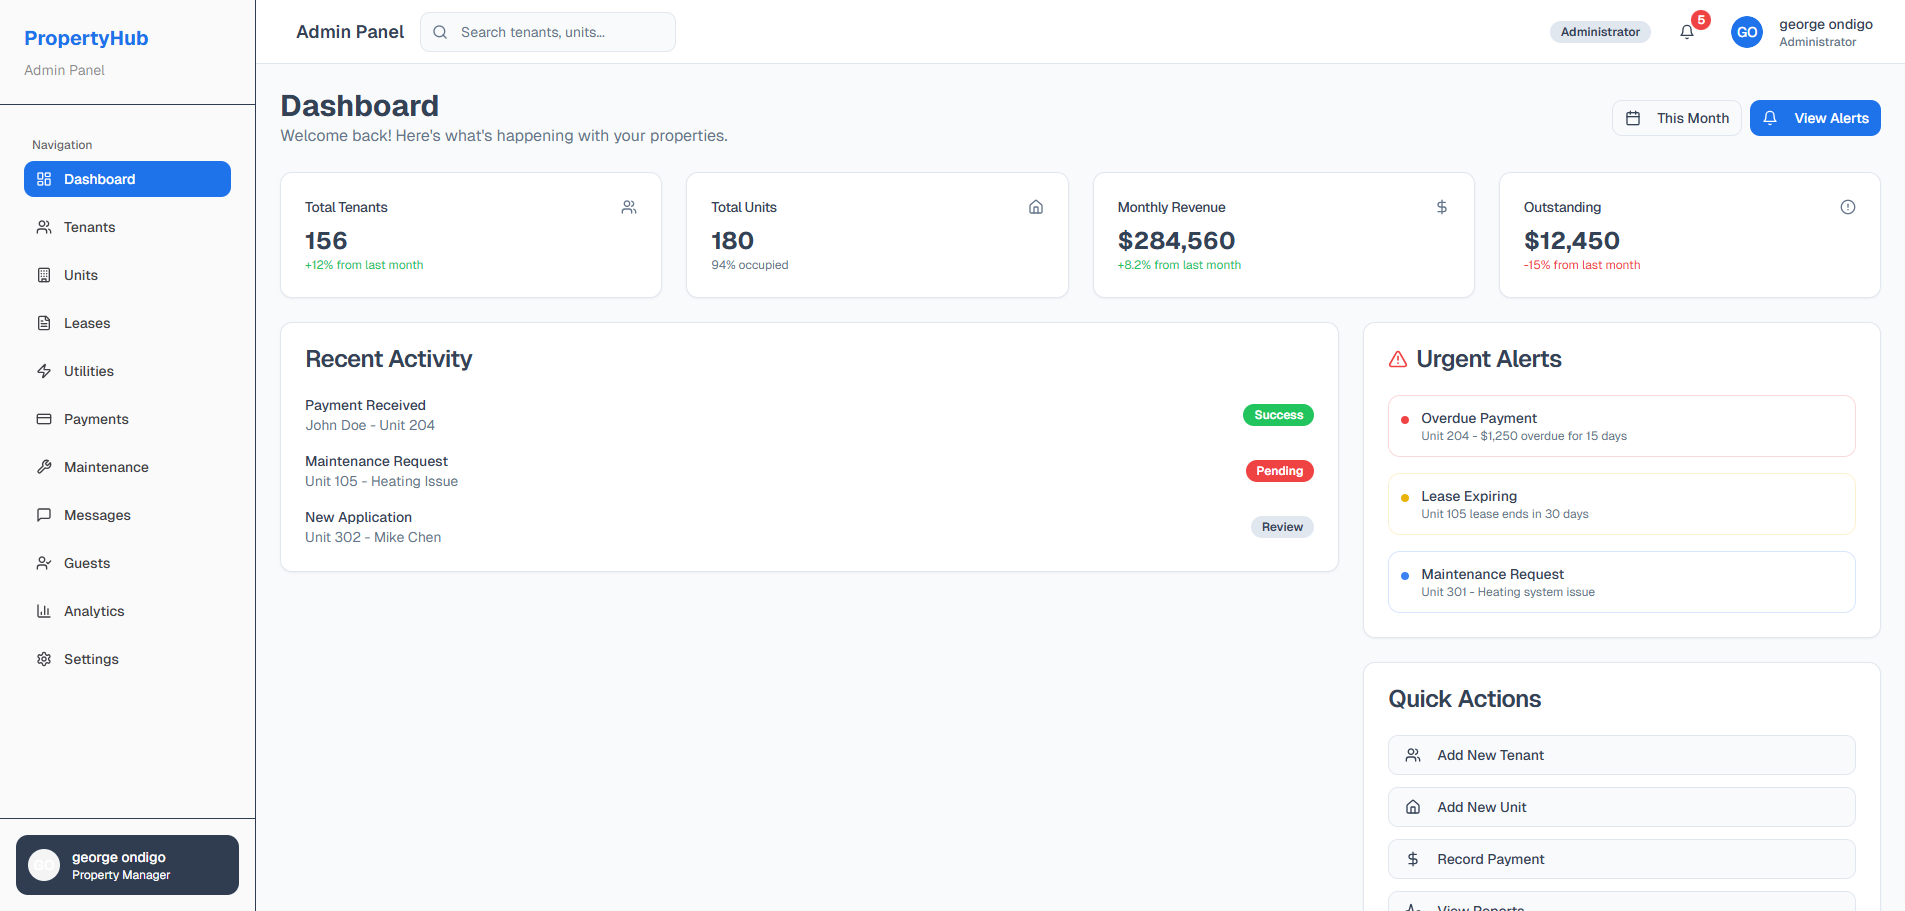 PropertyHub
Admin Panel
Navigation
Dashboard
Tenants
Units
Leases
Utilities
Payments
Maintenance
Messages
Guests
Analytics
Settings
george ondigo
Property Manager
Admin Panel
Search tenants, units...
Administrator
5
GO
george ondigo
Administrator
Dashboard
Welcome back! Here's what's happening with your properties.
This Month
View Alerts
Total Tenants
156
+12% from last month
Total Units
180
94% occupied
Monthly Revenue
$284,560
+8.2% from last month
Outstanding
$12,450
-15% from last month
Recent Activity
Payment Received
John Doe - Unit 204
Success
Maintenance Request
Unit 105 - Heating Issue
Pending
New Application
Unit 302 - Mike Chen
Review
Urgent Alerts
Overdue Payment
Unit 204 - $1,250 overdue for 15 days
Lease Expiring
Unit 105 lease ends in 30 days
Maintenance Request
Unit 301 - Heating system issue
Quick Actions
Add New Tenant
Add New Unit
Record Payment
View Reports